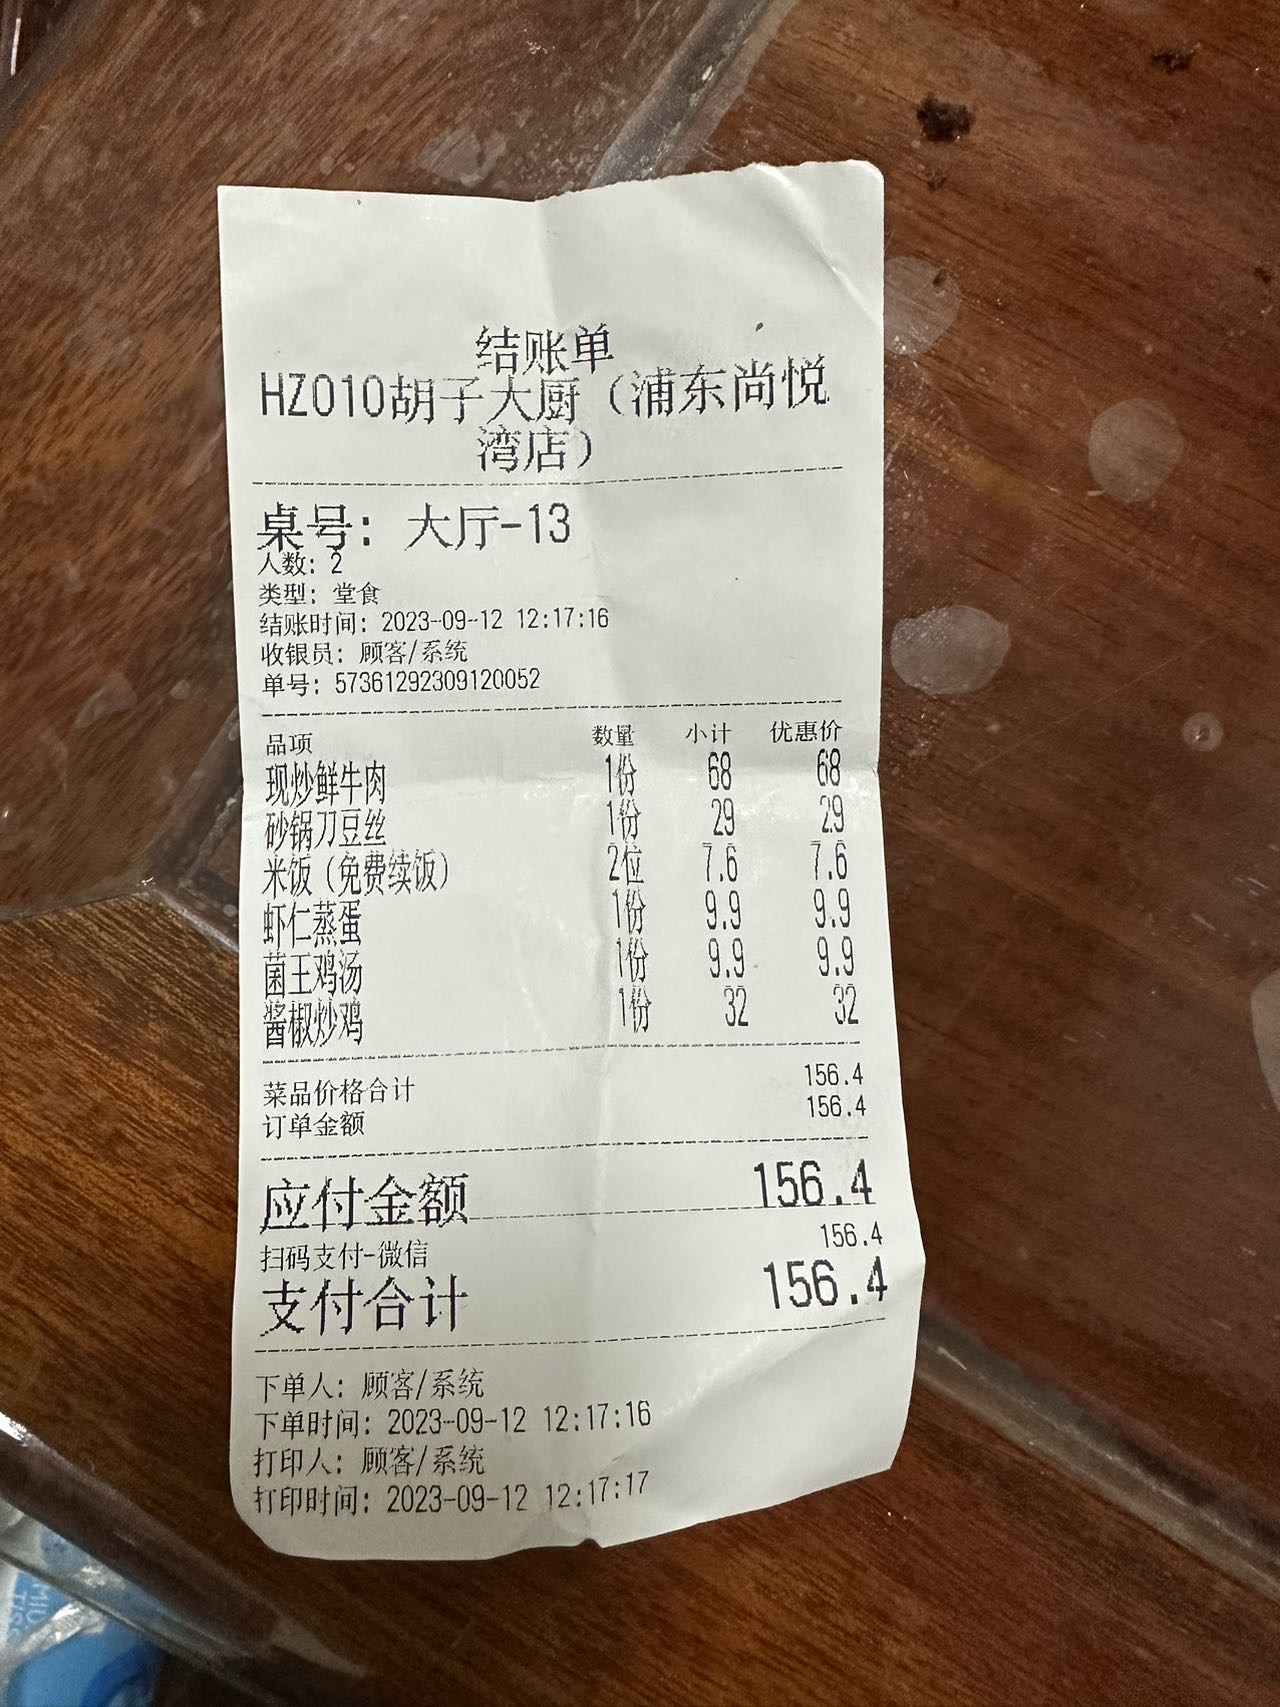 结账单
HZ010胡子大厨（浦东尚悦
湾店）
桌号：大厅-13
人数：2
类型：堂食
结账时间：2023-09-12 12:17:16
收银员：顾客/系统
单号：57361292309120052
品项 数量 小计 优惠价
现炒鲜牛肉 1份 68 68
砂锅刀豆丝 1份 29 29
米饭（免费续饭） 2位 7.6 7.6
虾仁蒸蛋 1份 9.9 9.9
菌王鸡汤 1份 9.9 9.9
酱椒炒鸡 1份 32 32
菜品价格合计 156.4
订单金额 156.4
应付金额 156.4
扫码支付-微信 156.4
支付合计 156.4
下单人：顾客/系统
下单时间：2023-09-12 12:17:16
打印人：顾客/系统
打印时间：2023-09-12 12:17:17